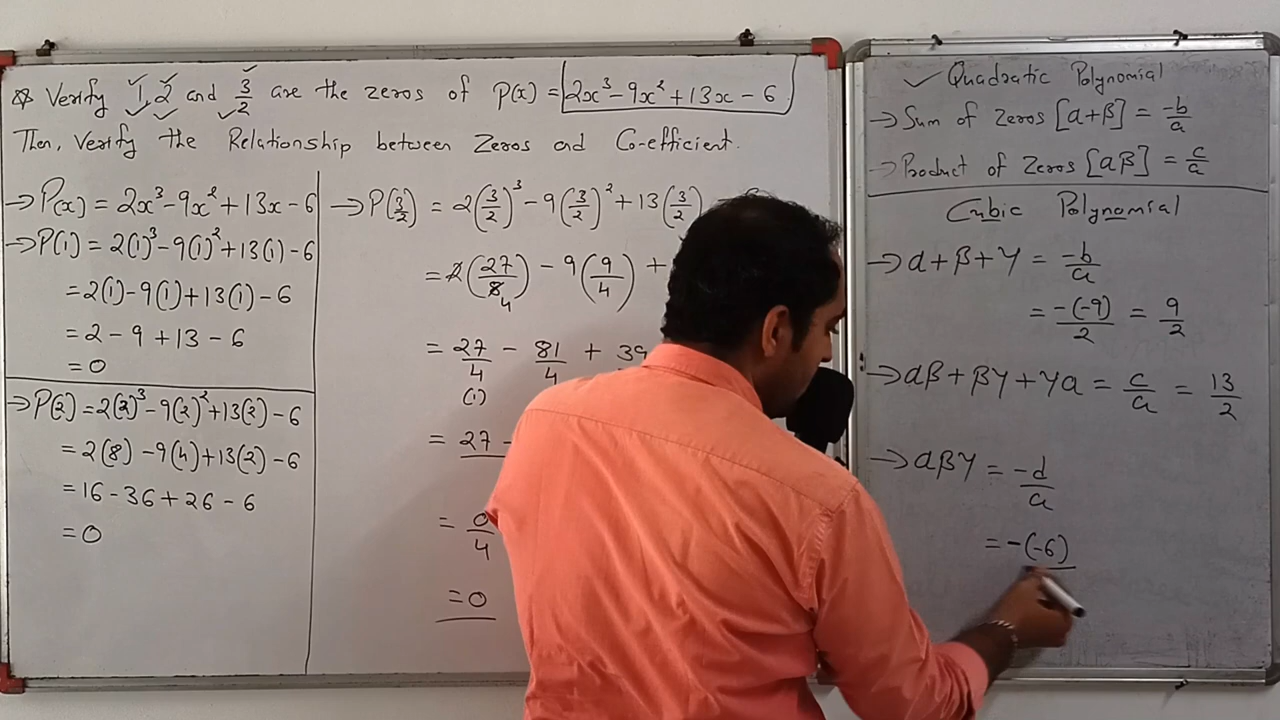 Q Verify 1, 2 and 3/2 are the zeros of P(x) = 2x³-9x²+13x-6
Then, Verify the Relationship between Zeros and Co-efficient.
→P(x) = 2x³-9x²+13x-6
→P(1) = 2(1)³-9(1)²+13(1)-6
=2(1)-9(1)+13(1)-6
=2-9+13-6
=0
→P(2)=2(2)³-9(2)²+13(2)-6
=2(8)-9(4)+13(2)-6
=16-36+26-6
=0
→P(3/2) = 2(3/2)³-9(3/2)²+13(3/2)
=2(27/8)-9(9/4)+
4
=27/4-81/4+39
(1)
=27-
=0/4
=0
✓Quadratic Polynomial
→Sum of Zeros [α+β] = -b/a
→Product of Zeros [αβ] = c/a
Cubic Polynomial
→α+β+γ = -b/a
=-(-9)/2 = 9/2
→αβ+βγ+γα = c/a = 13/2
→αβγ = -d/a
=-(-6)